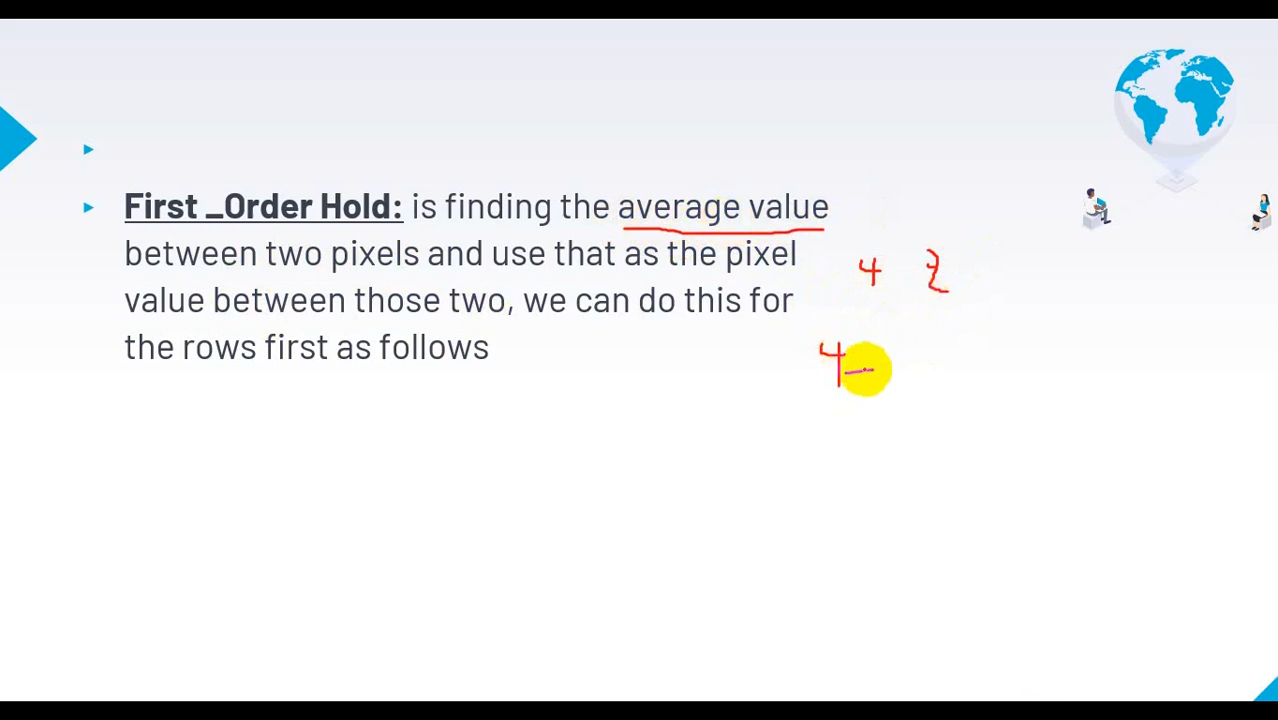 First _Order Hold: is finding the average value
between two pixels and use that as the pixel
value between those two, we can do this for
the rows first as follows
4 2
4